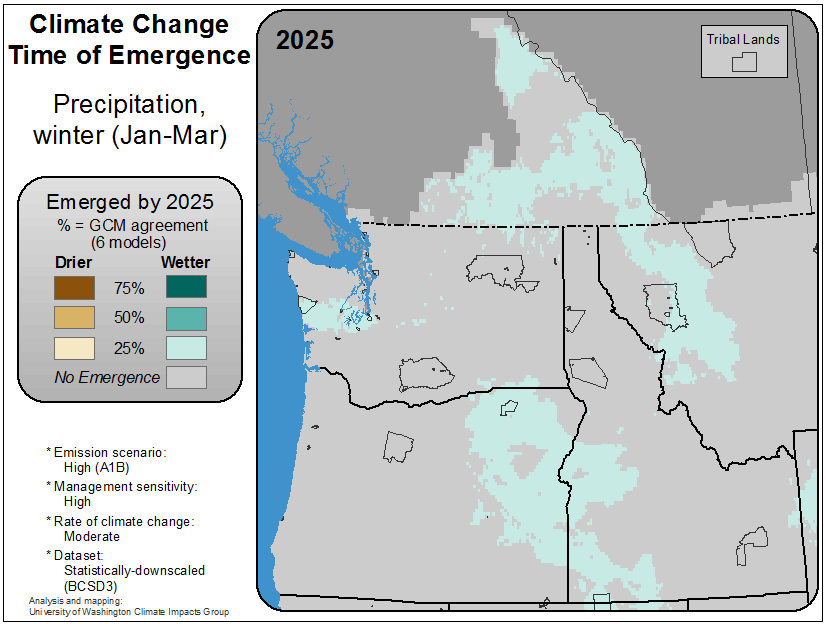 Climate Change
Time of Emergence
Precipitation,
winter (Jan-Mar)
Emerged by 2025
% = GCM agreement
(6 models)
Drier Wetter
75%
50%
25%
No Emergence
* Emission scenario:
High (A1B)
* Management sensitivity:
High
* Rate of climate change:
Moderate
* Dataset:
Statistically-downscaled
(BCSD3)
Analysis and mapping:
University of Washington Climate Impacts Group
2025
Tribal Lands